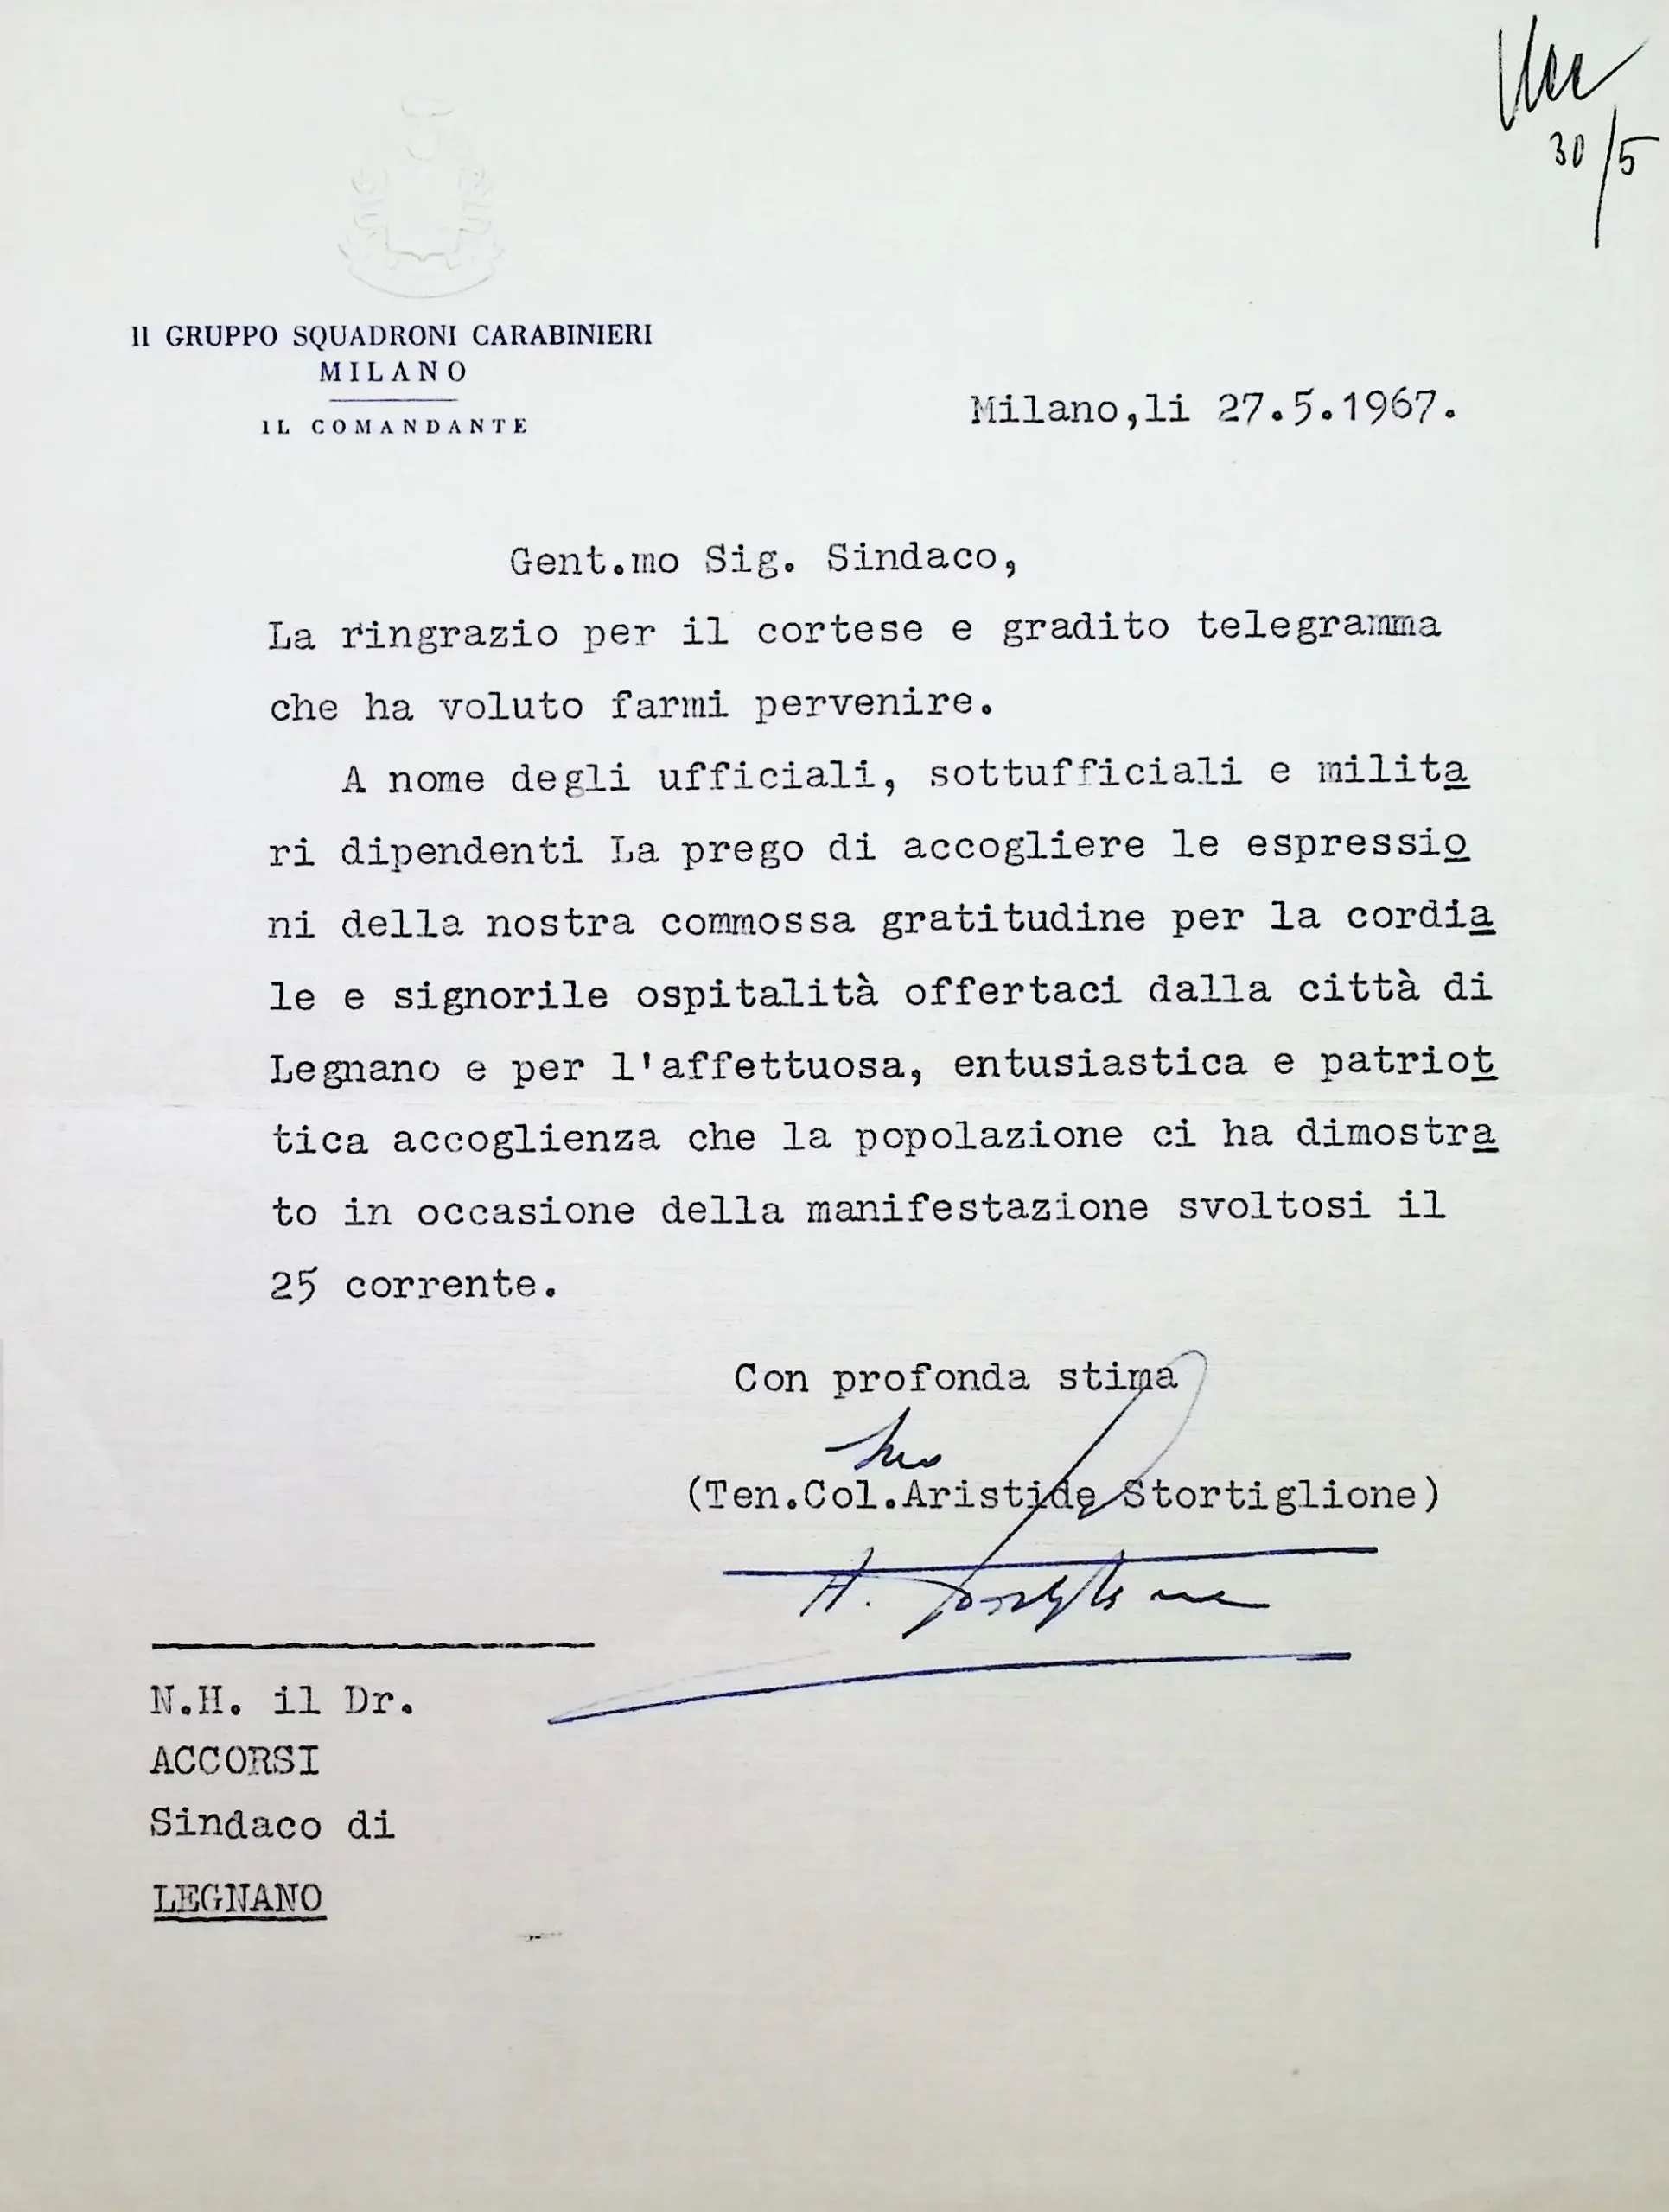 30/5
II GRUPPO SQUADRONI CARABINIERI
MILANO
IL COMANDANTE
Milano,li 27.5.1967.
Gent.mo Sig. Sindaco,
La ringrazio per il cortese e gradito telegramma
che ha voluto farmi pervenire.
A nome degli ufficiali, sottufficiali e milita
ri dipendenti La prego di accogliere le espressio
ni della nostra commossa gratitudine per la cordia
le e signorile ospitalità offertaci dalla città di
Legnano e per l'affettuosa, entusiastica e patriot
tica accoglienza che la popolazione ci ha dimostra
to in occasione della manifestazione svoltosi il
25 corrente.
Con profonda stima
(Ten.Col.Aristide Stortiglione)
N.H. il Dr.
ACCORSI
Sindaco di
LEGNANO